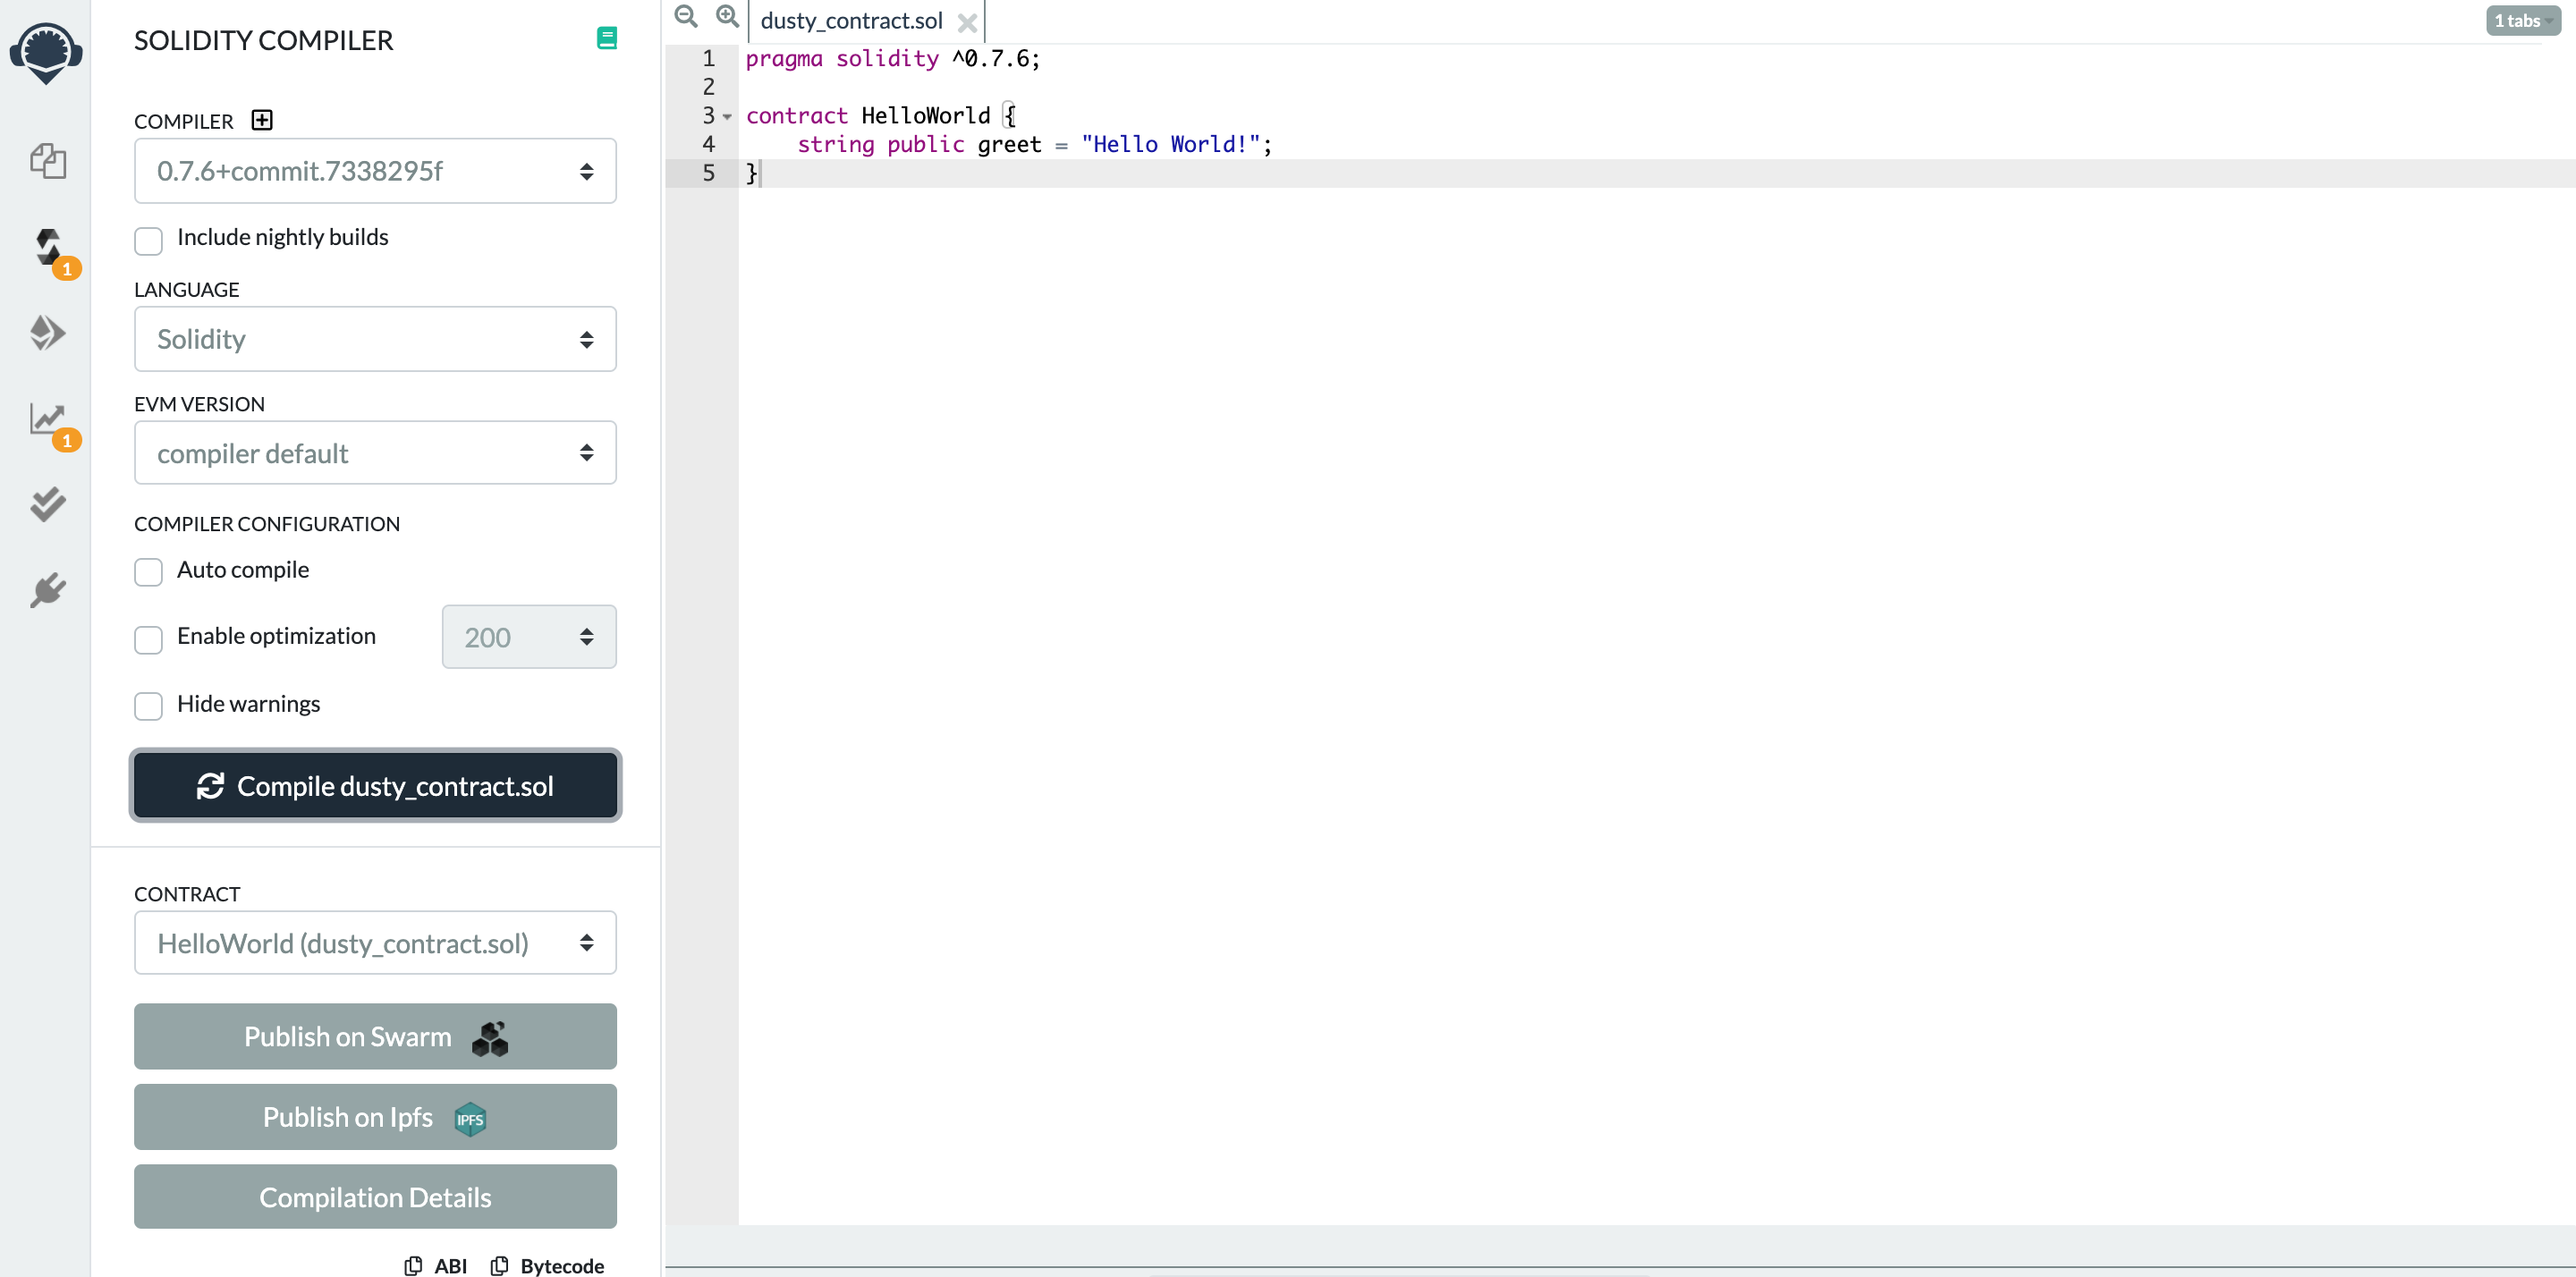 SOLIDITY COMPILER
COMPILER
0.7.6+commit.7338295f
Include nightly builds
LANGUAGE
Solidity
EVM VERSION
compiler default
COMPILER CONFIGURATION
Auto compile
Enable optimization
200
Hide warnings
Compile dusty_contract.sol
CONTRACT
HelloWorld (dusty_contract.sol)
Publish on Swarm
Publish on Ipfs IPFS
Compilation Details
ABI Bytecode
1
1
dusty_contract.sol
1 tabs
1 pragma solidity ^0.7.6;
2
3 contract HelloWorld {
4 string public greet = "Hello World!";
5 }